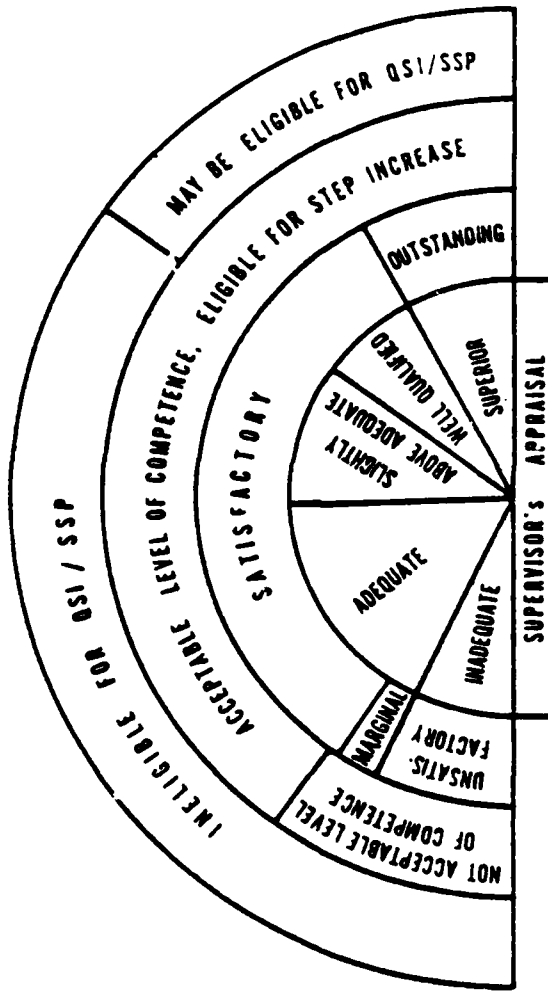 MAY BE ELIGIBLE FOR QSI/SSP
INELIGIBLE FOR QSI / SSP
ACCEPTABLE LEVEL OF COMPETENCE, ELIGIBLE FOR STEP INCREASE
NOT ACCEPTABLE LEVEL
OF COMPETENCE
OUTSTANDING
SATISFACTORY
MARGINAL
UNSATIS-
FACTORY
SUPERIOR
WELL QUALIFIED
SLIGHTLY
ABOVE ADEQUATE
ADEQUATE
INADEQUATE
SUPERVISOR's APPRAISAL